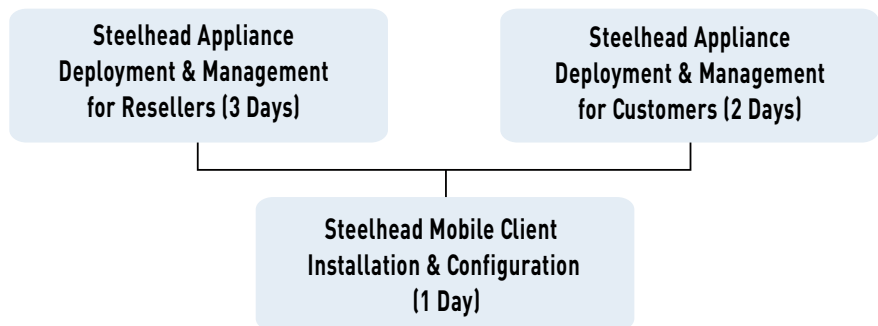 Steelhead Appliance
Deployment & Management
for Resellers (3 Days)
Steelhead Appliance
Deployment & Management
for Customers (2 Days)
Steelhead Mobile Client
Installation & Configuration
(1 Day)